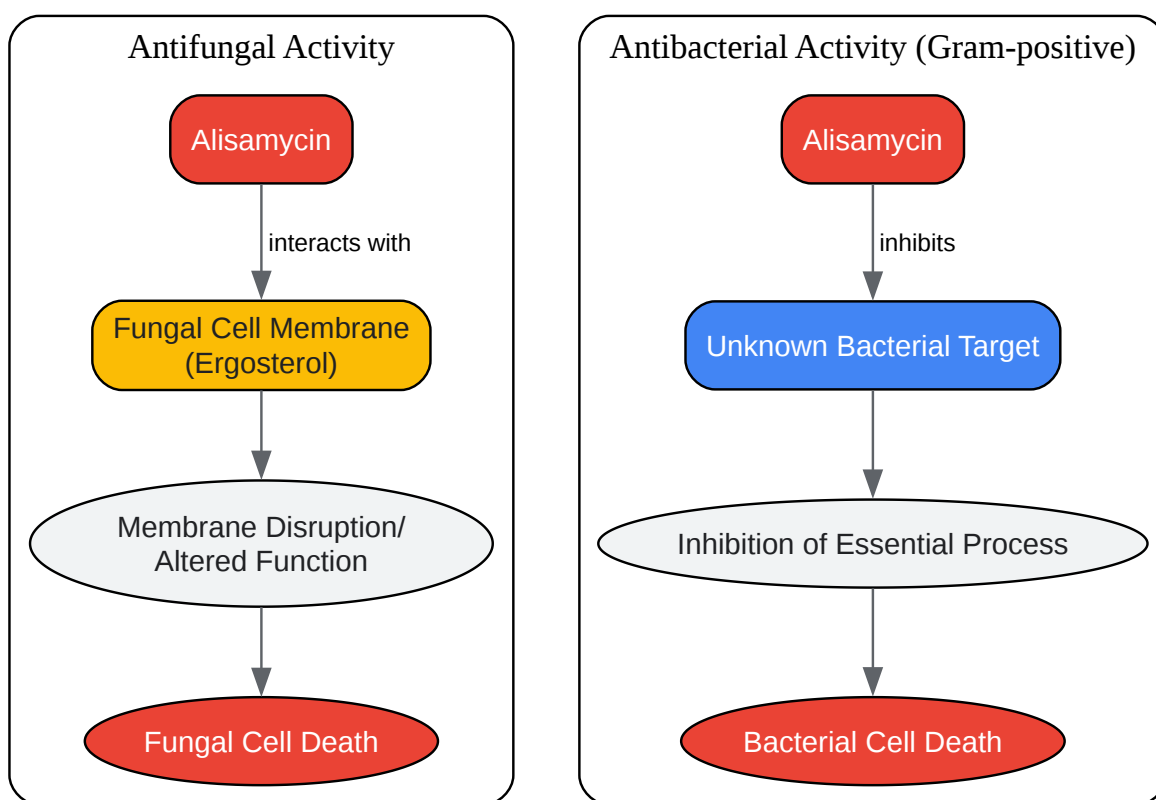 Antifungal Activity
Alisamycin
interacts with
Fungal Cell Membrane
(Ergosterol)
Membrane Disruption/
Altered Function
Fungal Cell Death
Antibacterial Activity (Gram-positive)
Alisamycin
inhibits
Unknown Bacterial Target
Inhibition of Essential Process
Bacterial Cell Death